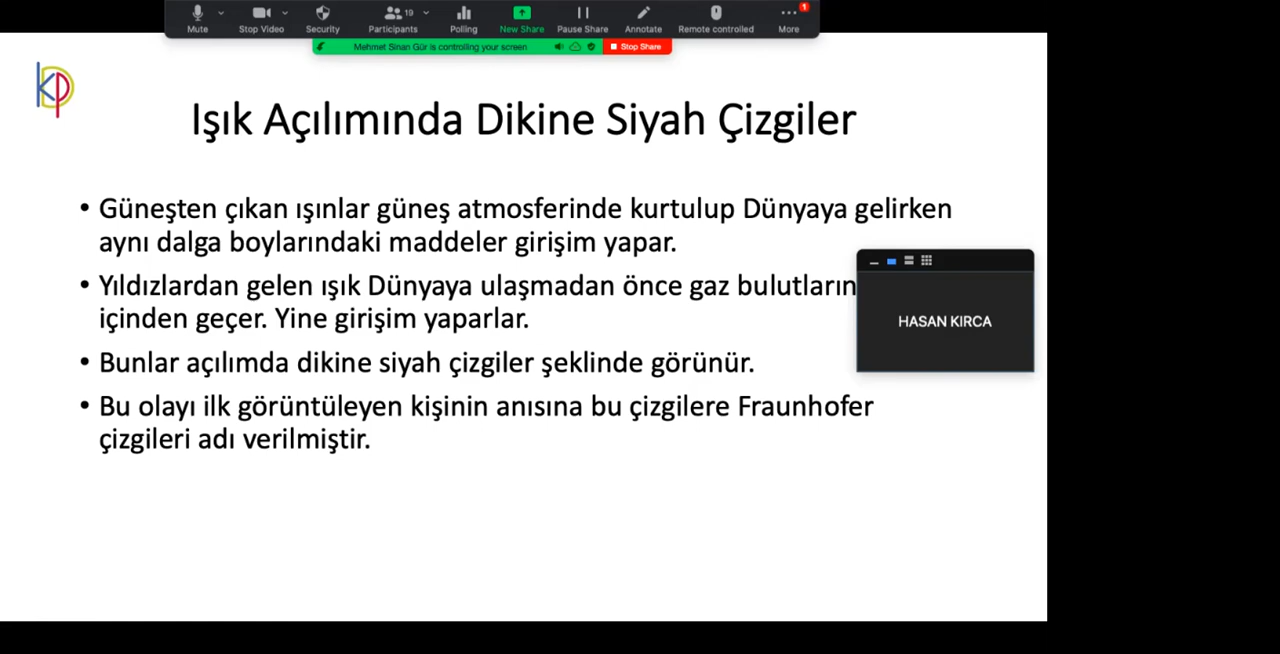 Mute
Stop Video
Security
Participants
19
Polling
New Share
Pause Share
Annotate
Remote controlled
More
1
Mehmet Sinan Gür is controlling your screen
Stop Share
kp
Işık Açılımında Dikine Siyah Çizgiler
• Güneşten çıkan ışınlar güneş atmosferinde kurtulup Dünyaya gelirken
aynı dalga boylarındaki maddeler girişim yapar.
• Yıldızlardan gelen ışık Dünyaya ulaşmadan önce gaz bulutların
içinden geçer. Yine girişim yaparlar.
HASAN KIRCA
• Bunlar açılımda dikine siyah çizgiler şeklinde görünür.
• Bu olayı ilk görüntüleyen kişinin anısına bu çizgilere Fraunhofer
çizgileri adı verilmiştir.